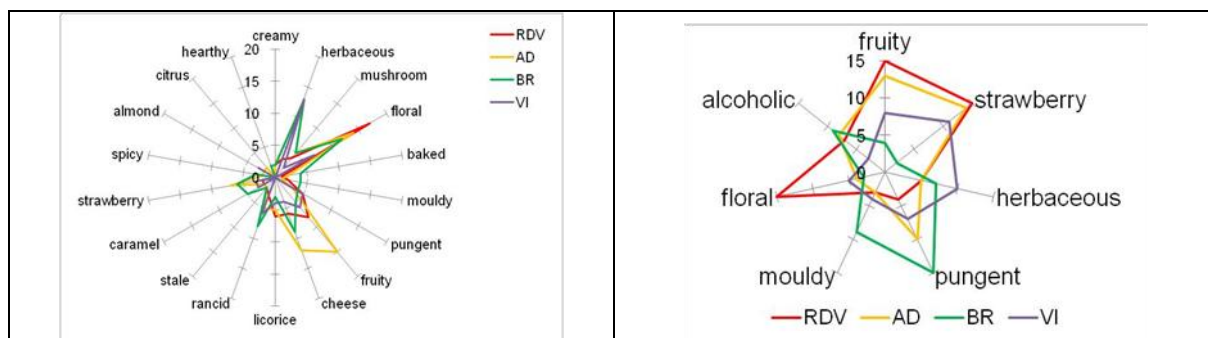 creamy
hearthy
herbaceous
citrus
mushroom
almond
floral
spicy
baked
strawberry
mouldy
caramel
pungent
stale
fruity
rancid
cheese
licorice
20
15
10
5
0
RDV
AD
BR
VI
fruity
15
10
5
0
alcoholic
strawberry
floral
herbaceous
mouldy
pungent
RDV AD BR VI